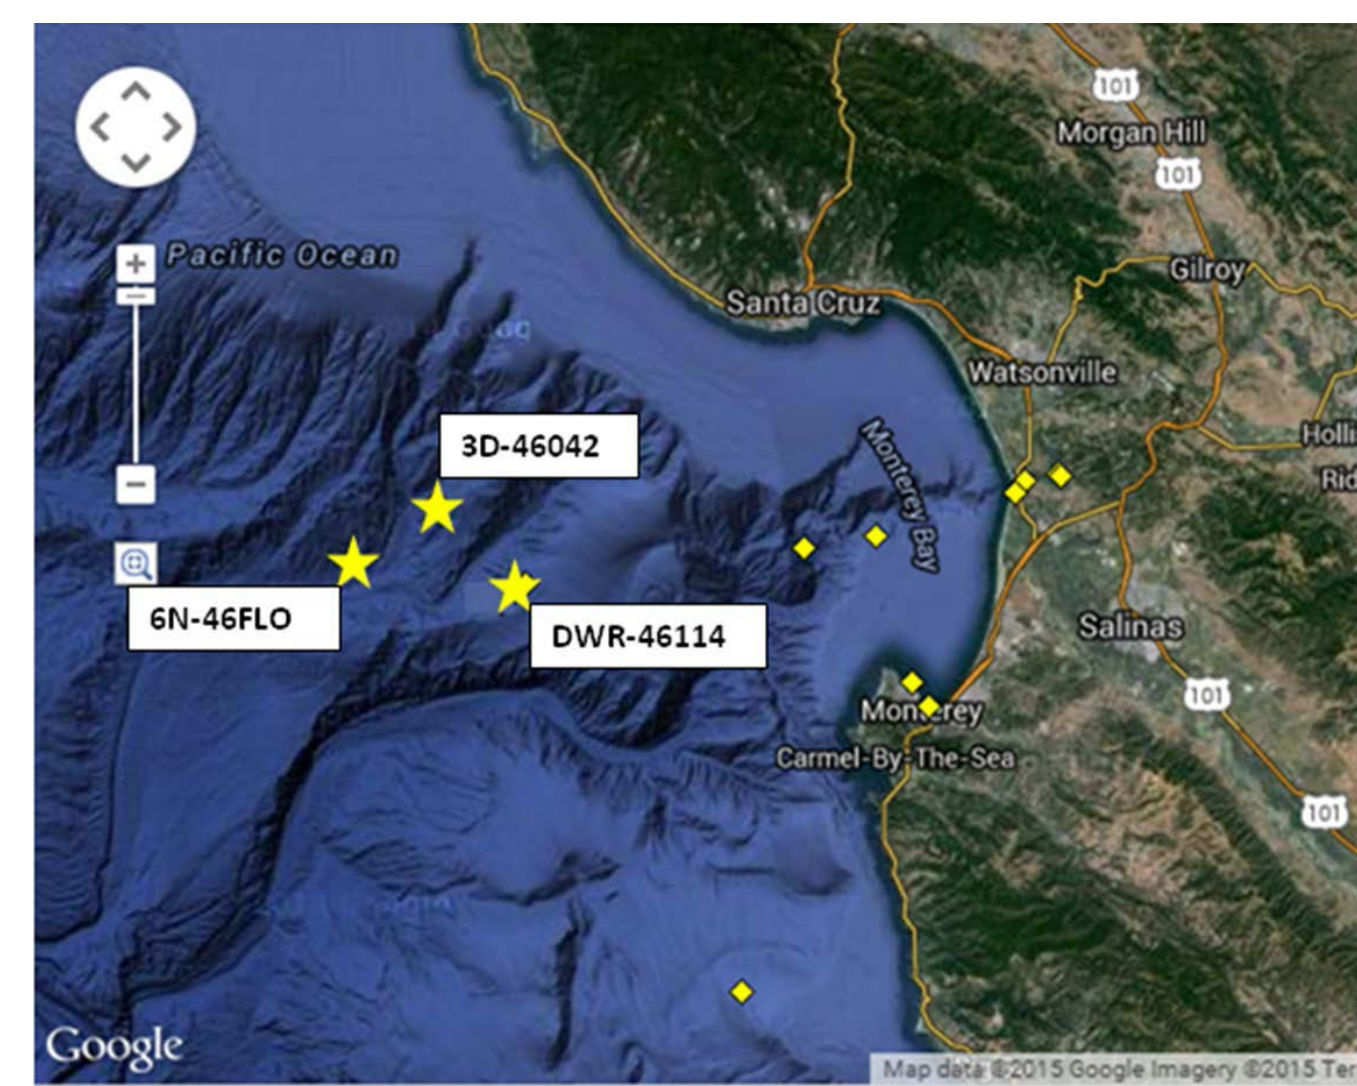 101
Morgan Hill
101
Pacific Ocean
Gilroy
Santa Cruz
Watsonville
3D-46042
Monterey Bay
6N-46FLO
DWR-46114
Salinas
101
Monterey
Carmel-By-The-Sea
101
Google
Map data ©2015 Google Imagery ©2015 Ter